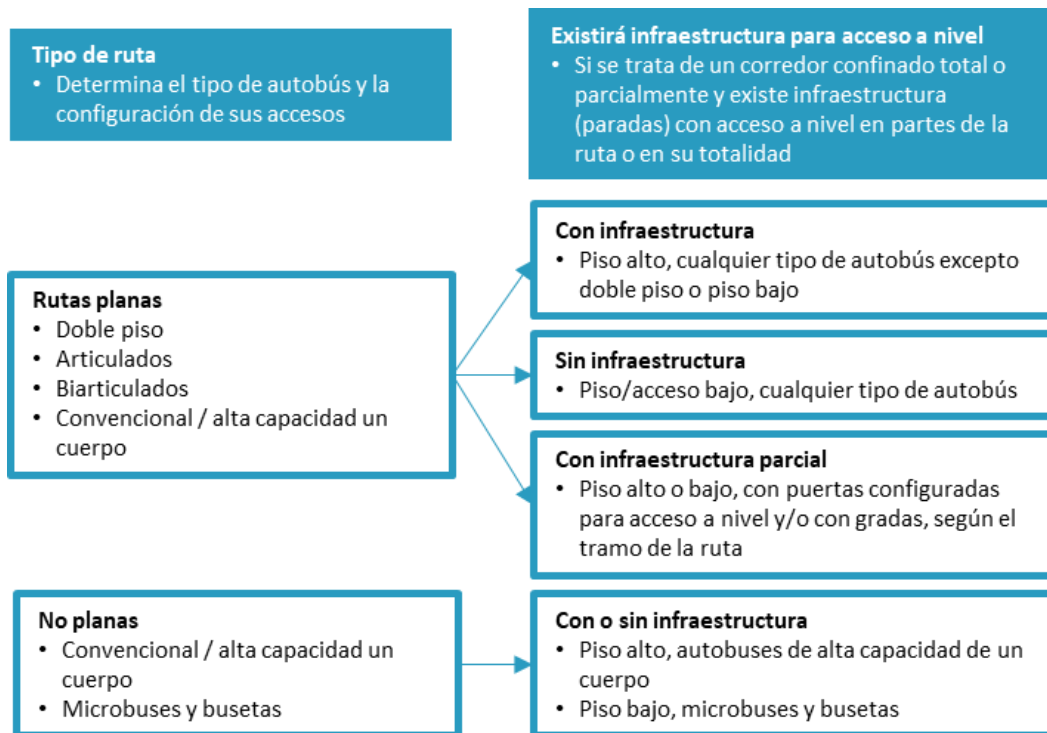 Tipo de ruta
• Determina el tipo de autobús y la
configuración de sus accesos
Existirá infraestructura para acceso a nivel
• Si se trata de un corredor confinado total o
parcialmente y existe infraestructura
(paradas) con acceso a nivel en partes de la
ruta o en su totalidad
Rutas planas
• Doble piso
• Articulados
• Biarticulados
• Convencional / alta capacidad un
cuerpo
Con infraestructura
• Piso alto, cualquier tipo de autobús excepto
doble piso o piso bajo
Sin infraestructura
• Piso/acceso bajo, cualquier tipo de autobús
Con infraestructura parcial
• Piso alto o bajo, con puertas configuradas
para acceso a nivel y/o con gradas, según el
tramo de la ruta
No planas
• Convencional / alta capacidad un
cuerpo
• Microbuses y busetas
Con o sin infraestructura
• Piso alto, autobuses de alta capacidad de un
cuerpo
• Piso bajo, microbuses y busetas